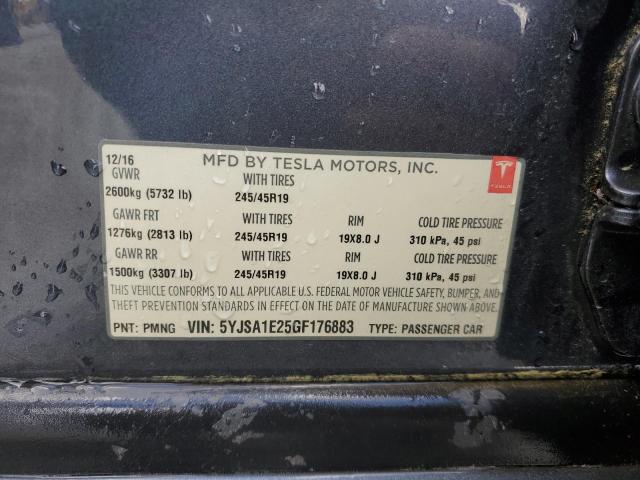 12/16 MFD BY TESLA MOTORS, INC.
GVWR WITH TIRES
2600kg (5732 lb) 245/45R19
TESLA
GAWR FRT WITH TIRES RIM COLD TIRE PRESSURE
1276kg (2813 lb) 245/45R19 19X8.0 J 310 kPa, 45 psi
GAWR RR WITH TIRES RIM COLD TIRE PRESSURE
1500kg (3307 lb) 245/45R19 19X8.0 J 310 kPa, 45 psi
THIS VEHICLE CONFORMS TO ALL APPLICABLE U.S. FEDERAL MOTOR VEHICLE SAFETY, BUMPER, AND
THEFT PREVENTION STANDARDS IN EFFECT ON THE DATE OF MANUFACTURE SHOWN ABOVE.
PNT: PMNG VIN: 5YJSA1E25GF176883 TYPE: PASSENGER CAR